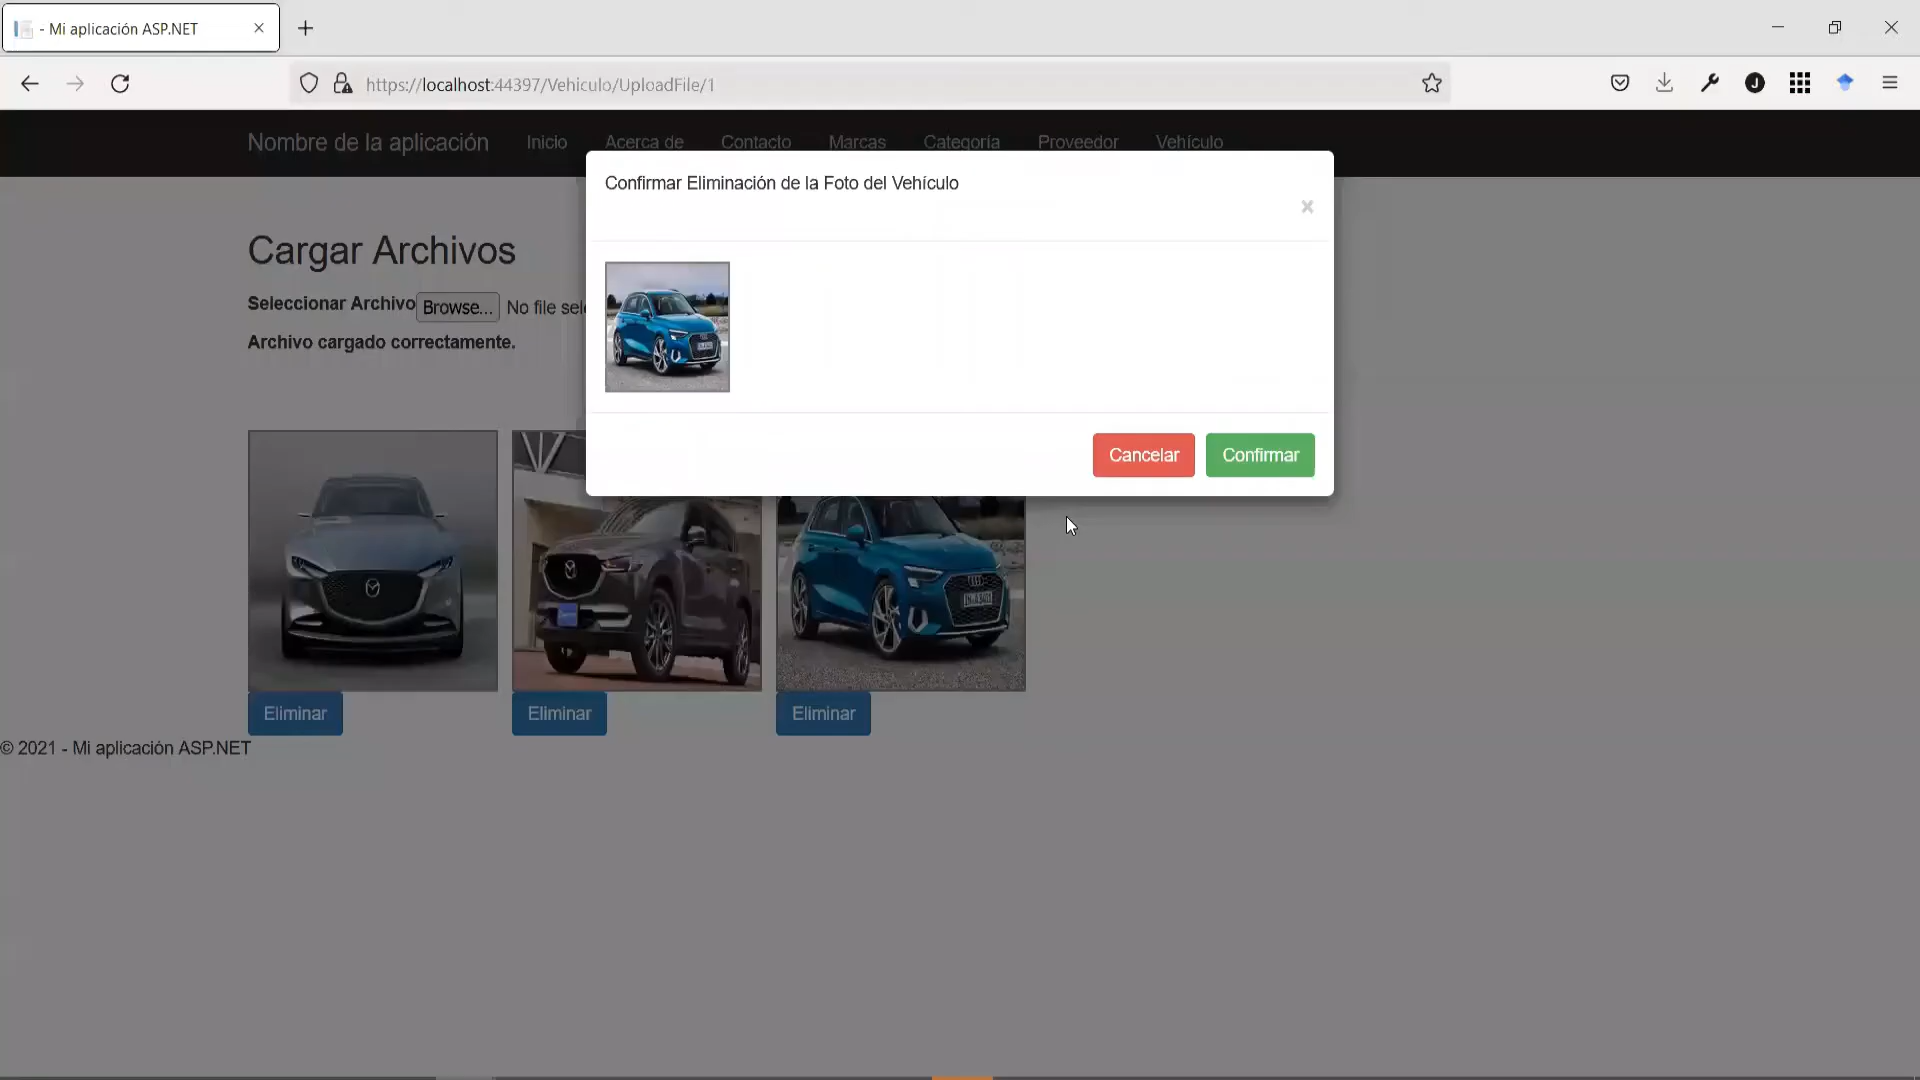 - Mi aplicación ASP.NET
https://localhost:44397/Vehiculo/UploadFile/1
J
Nombre de la aplicación Inicio Acerca de Contacto Marcas Categoría Proveedor Vehículo
Confirmar Eliminación de la Foto del Vehículo
×
Cargar Archivos
Seleccionar Archivo Browse... No file sel
Archivo cargado correctamente.
Cancelar Confirmar
Eliminar Eliminar Eliminar
© 2021 - Mi aplicación ASP.NET